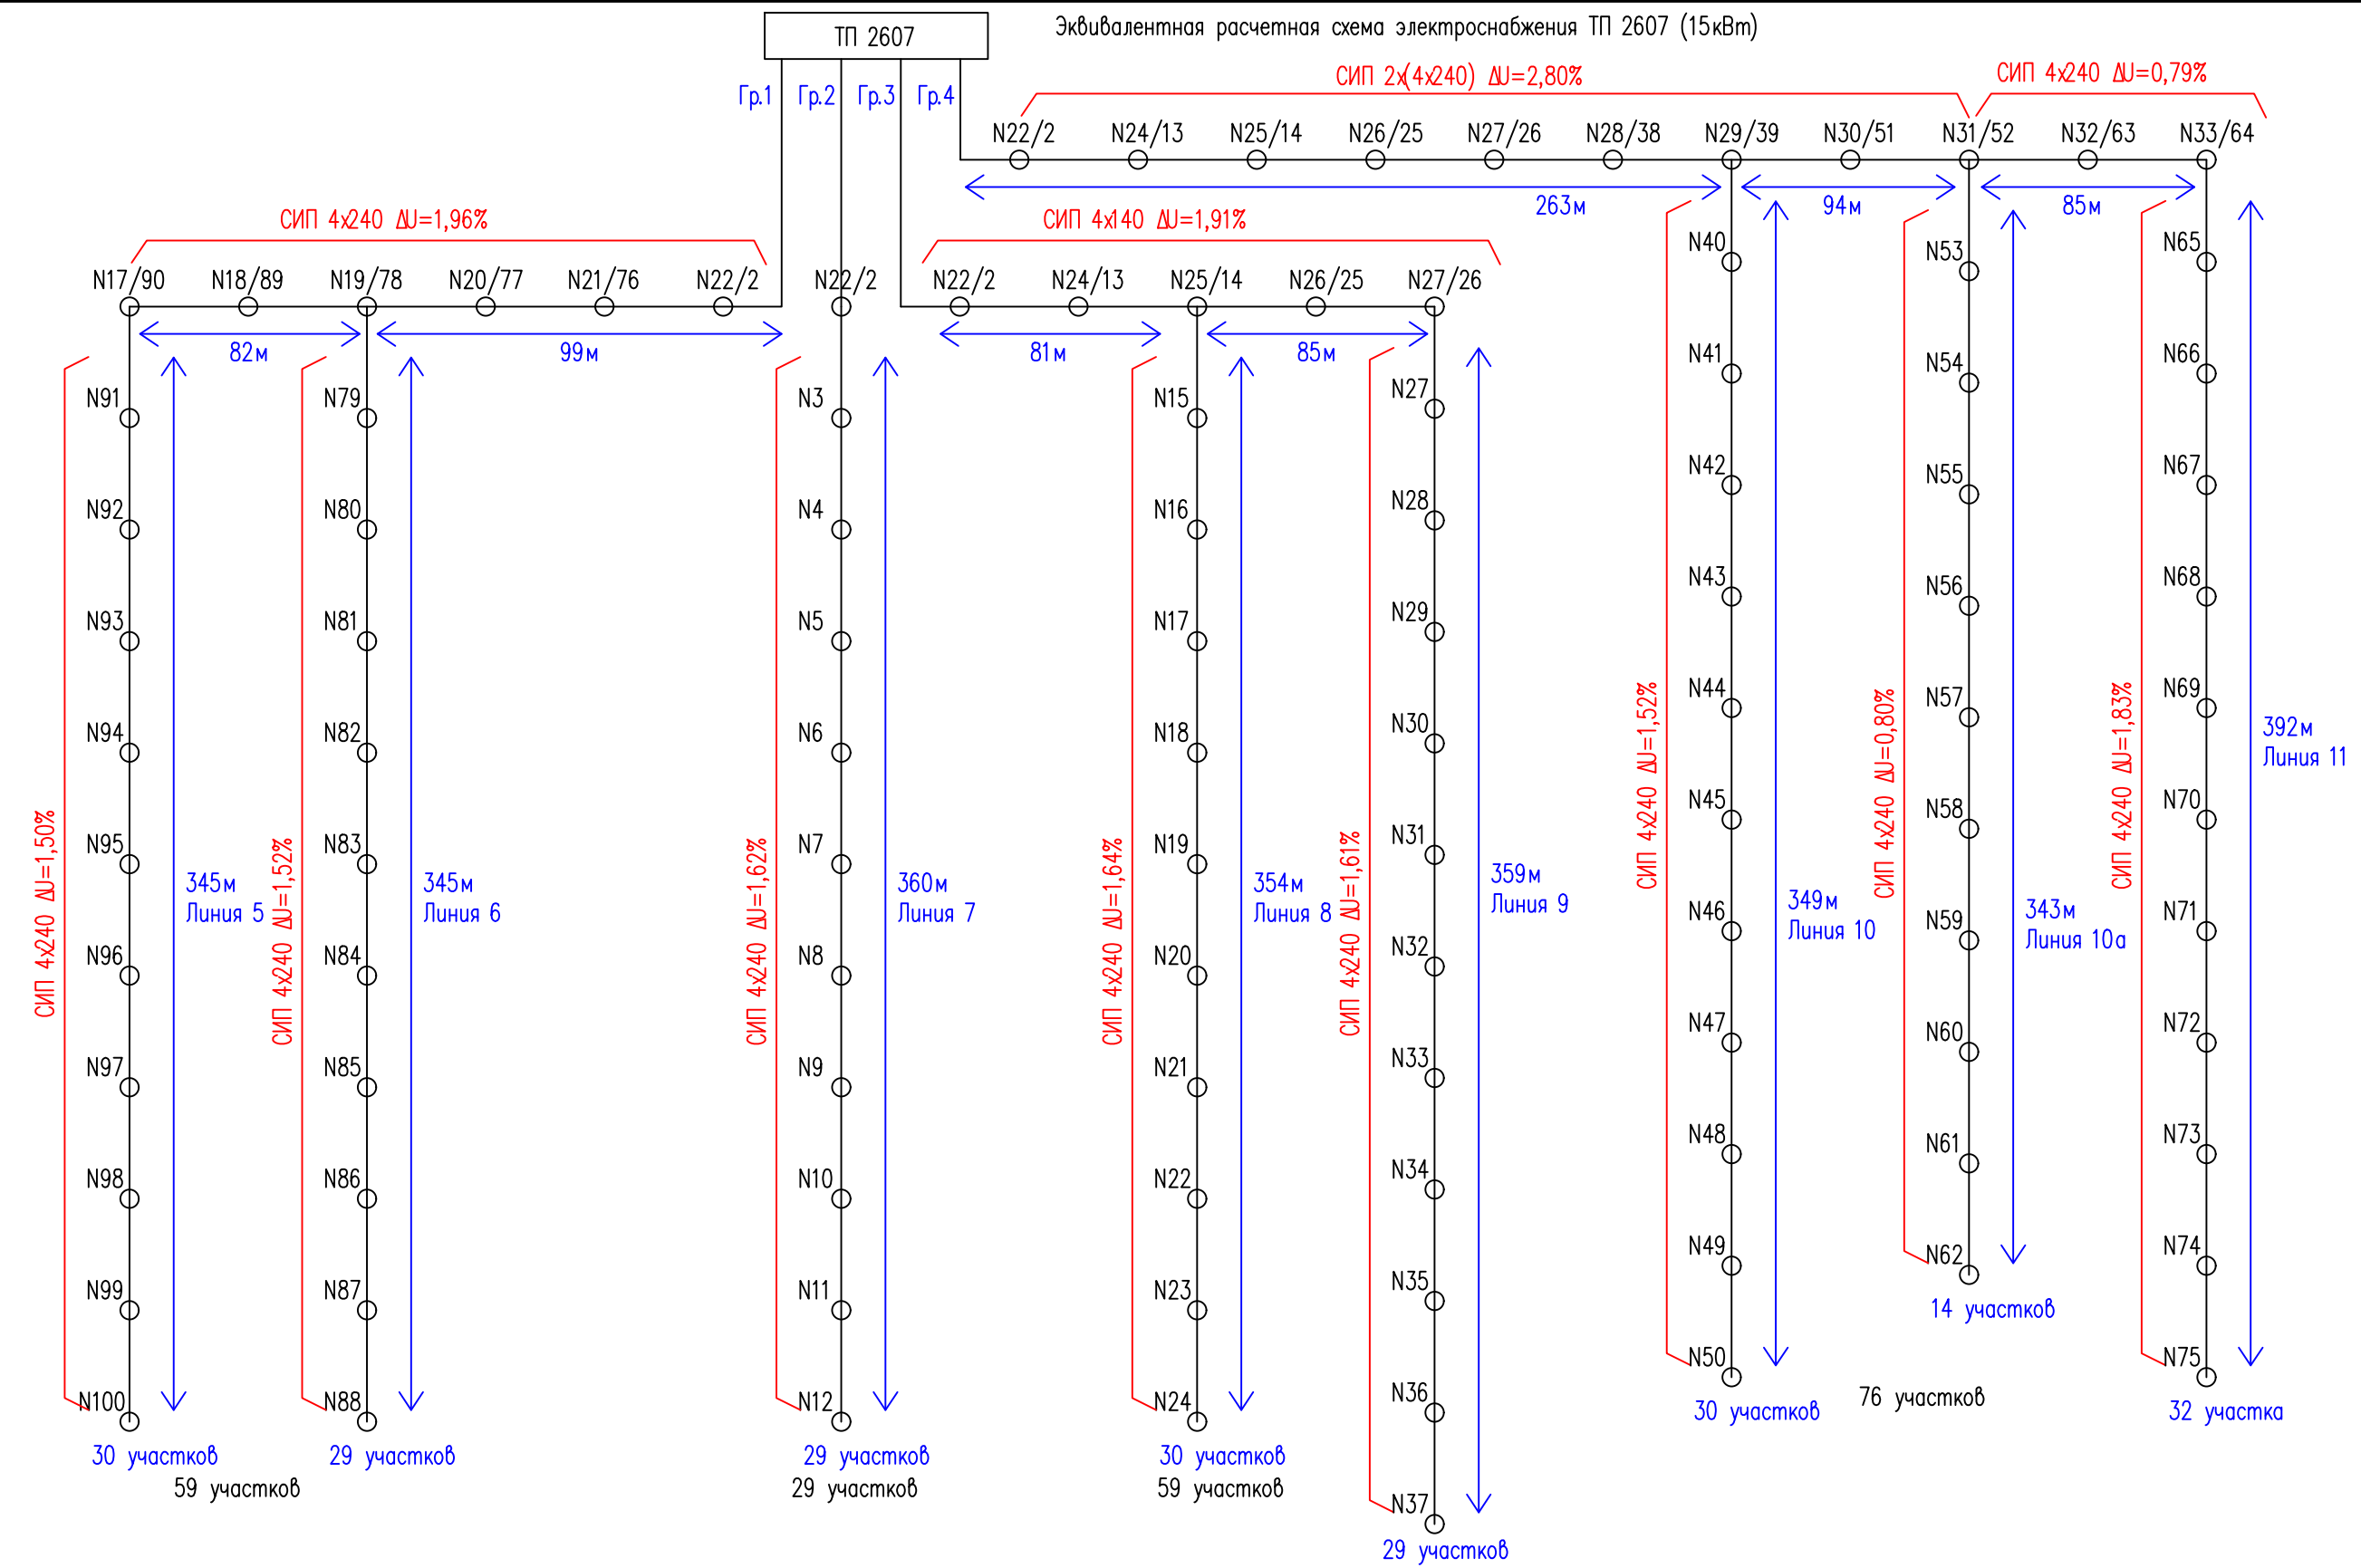 ТП 2607
Эквивалентная расчетная схема электроснабжения ТП 2607 (15кВт)
Гр.1
Гр.2
Гр.3
Гр.4
СИП 2х(4х240) ΔU=2,80%
СИП 4х240 ΔU=0,79%
N22/2
N24/13
N25/14
N26/25
N27/26
N28/38
N29/39
N30/51
N31/52
N32/63
N33/64
263м
94м
85м
СИП 4х240 ΔU=1,96%
СИП 4х140 ΔU=1,91%
N17/90
N18/89
N19/78
N20/77
N21/76
N22/2
N22/2
N22/2
N24/13
N25/14
N26/25
N27/26
82м
99м
81м
85м
СИП 4х240 ΔU=1,50%
N91
N92
N93
N94
N95
N96
N97
N98
N99
N100
345м
Линия 5
30 участков
СИП 4х240 ΔU=1,52%
N79
N80
N81
N82
N83
N84
N85
N86
N87
N88
345м
Линия 6
29 участков
59 участков
СИП 4х240 ΔU=1,62%
N3
N4
N5
N6
N7
N8
N9
N10
N11
N12
360м
Линия 7
29 участков
29 участков
СИП 4х240 ΔU=1,64%
N15
N16
N17
N18
N19
N20
N21
N22
N23
N24
354м
Линия 8
30 участков
59 участков
СИП 4х240 ΔU=1,61%
N27
N28
N29
N30
N31
N32
N33
N34
N35
N36
N37
359м
Линия 9
29 участков
СИП 4х240 ΔU=1,52%
N40
N41
N42
N43
N44
N45
N46
N47
N48
N49
N50
349м
Линия 10
30 участков
СИП 4х240 ΔU=0,80%
N53
N54
N55
N56
N57
N58
N59
N60
N61
N62
343м
Линия 10а
14 участков
76 участков
СИП 4х240 ΔU=1,83%
N65
N66
N67
N68
N69
N70
N71
N72
N73
N74
N75
392м
Линия 11
32 участка